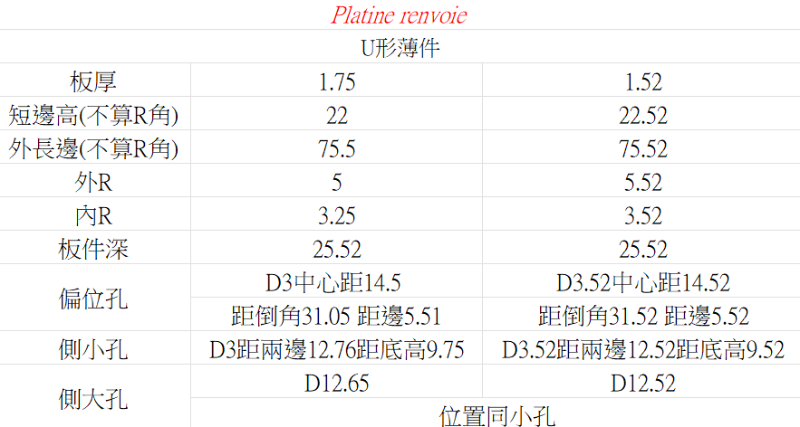 Platine renvoie
U形薄件
板厚 1.75 1.52
短邊高(不算R角) 22 22.52
外長邊(不算R角) 75.5 75.52
外R 5 5.52
內R 3.25 3.52
板件深 25.52 25.52
偏位孔 D3中心距14.5 D3.52中心距14.52
距倒角31.05 距邊5.51 距倒角31.52 距邊5.52
側小孔 D3距兩邊12.76距底高9.75 D3.52距兩邊12.52距底高9.52
側大孔 D12.65 D12.52
位置同小孔